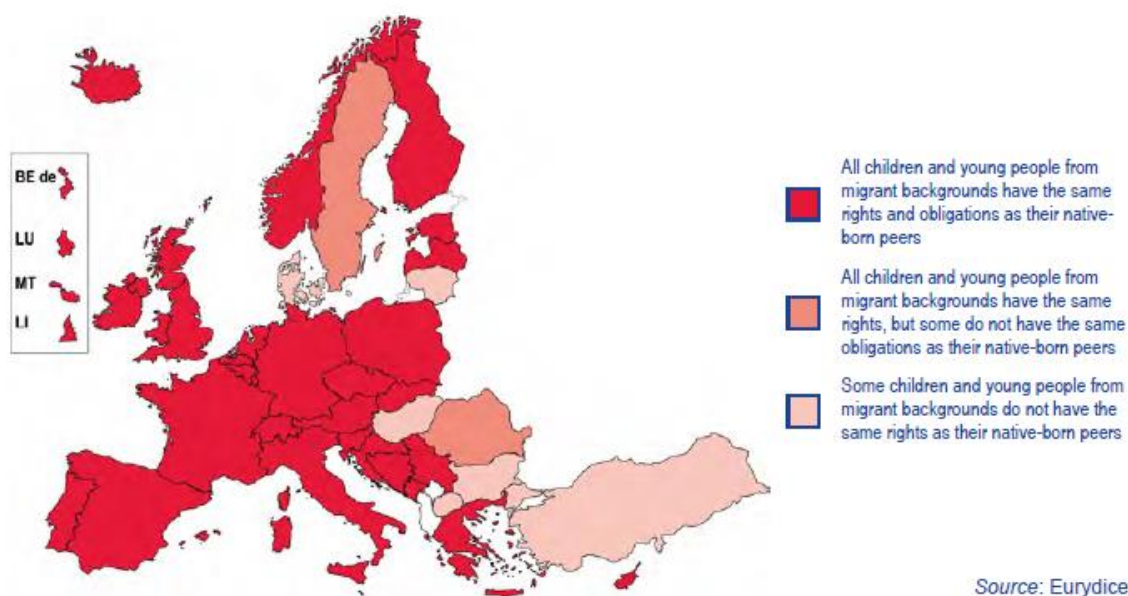 BE de
LU
MT
LI
All children and young people from
migrant backgrounds have the same
rights and obligations as their native-
born peers
All children and young people from
migrant backgrounds have the same
rights, but some do not have the same
obligations as their native-born peers
Some children and young people from
migrant backgrounds do not have the
same rights as their native-born peers
Source: Eurydice